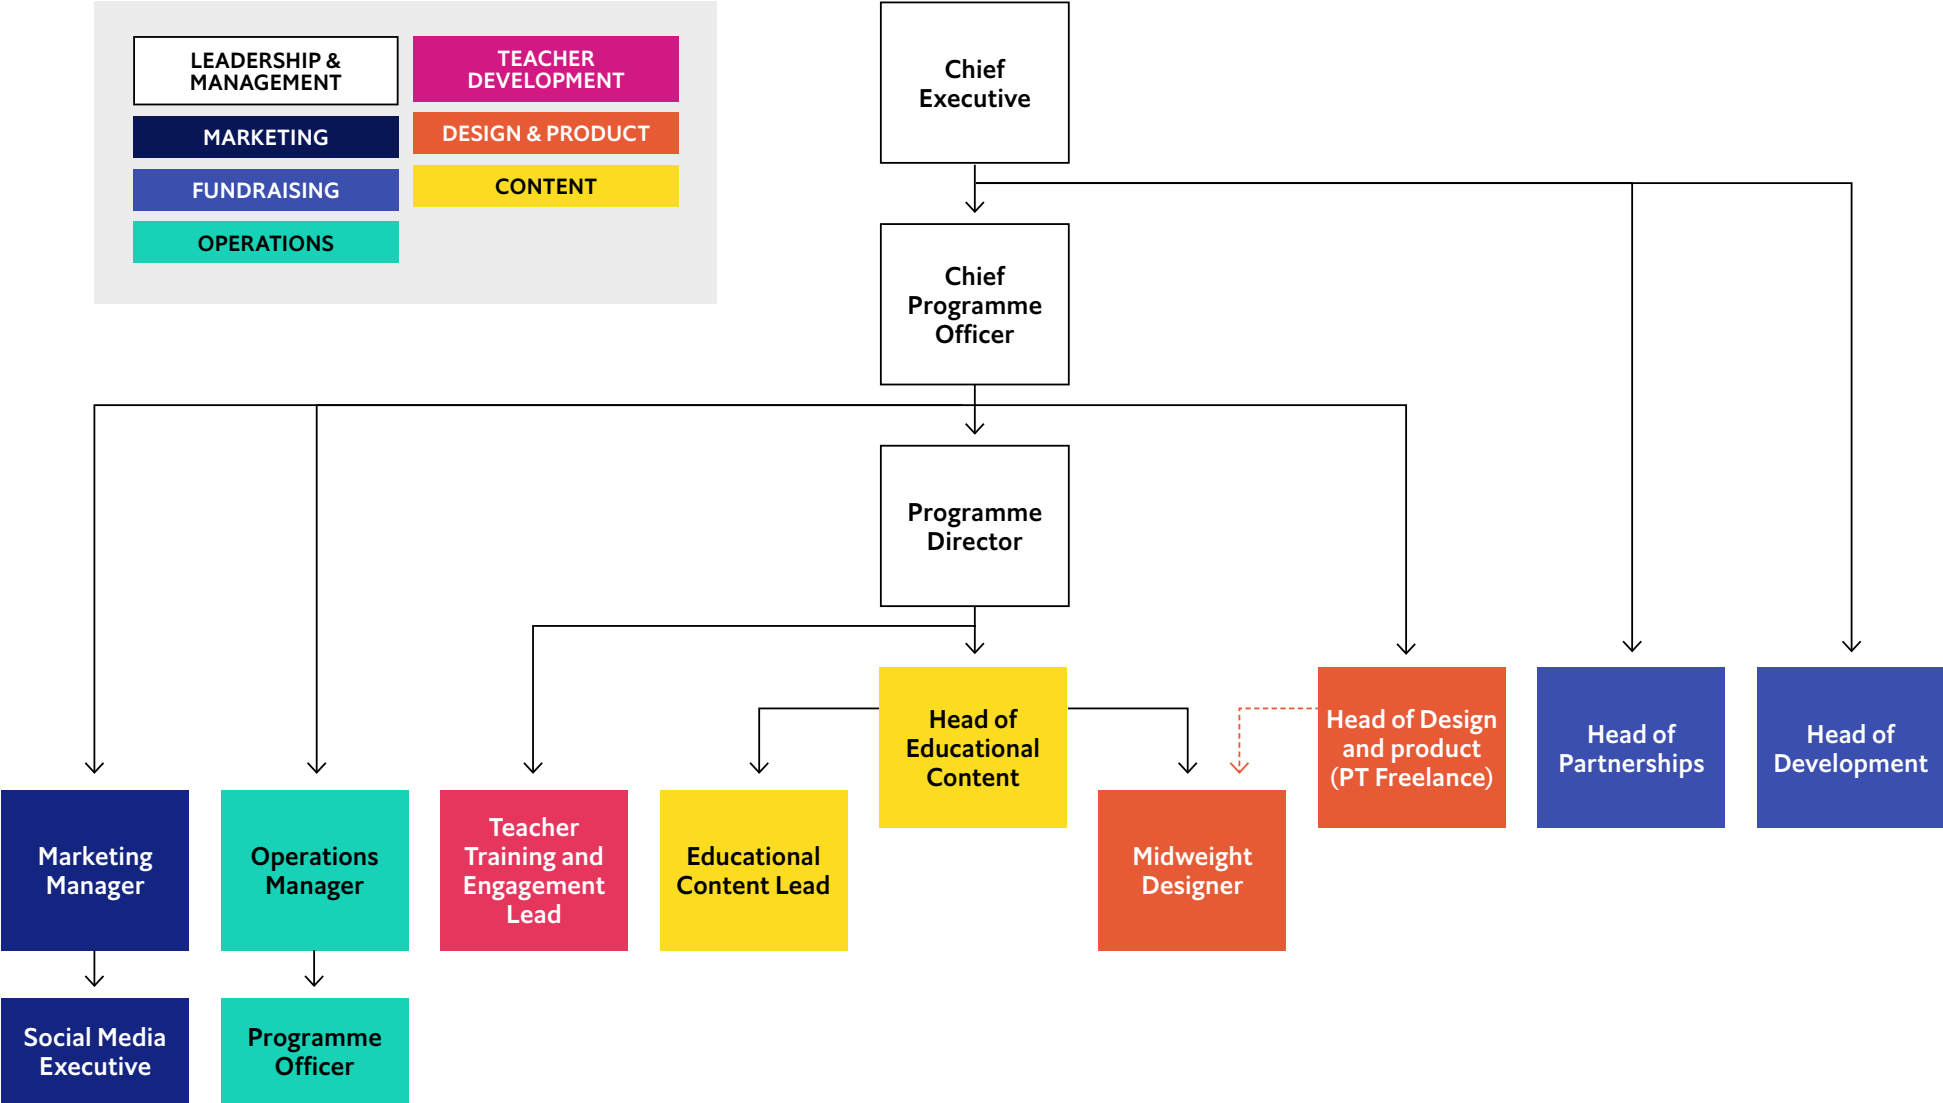 LEADERSHIP &
MANAGEMENT
MARKETING
FUNDRAISING
OPERATIONS
TEACHER
DEVELOPMENT
DESIGN & PRODUCT
CONTENT
Chief
Executive
Chief
Programme
Officer
Programme
Director
Head of
Educational
Content
Head of Design
and product
(PT Freelance)
Head of
Partnerships
Head of
Development
Marketing
Manager
Operations
Manager
Teacher
Training and
Engagement
Lead
Educational
Content Lead
Midweight
Designer
Social Media
Executive
Programme
Officer